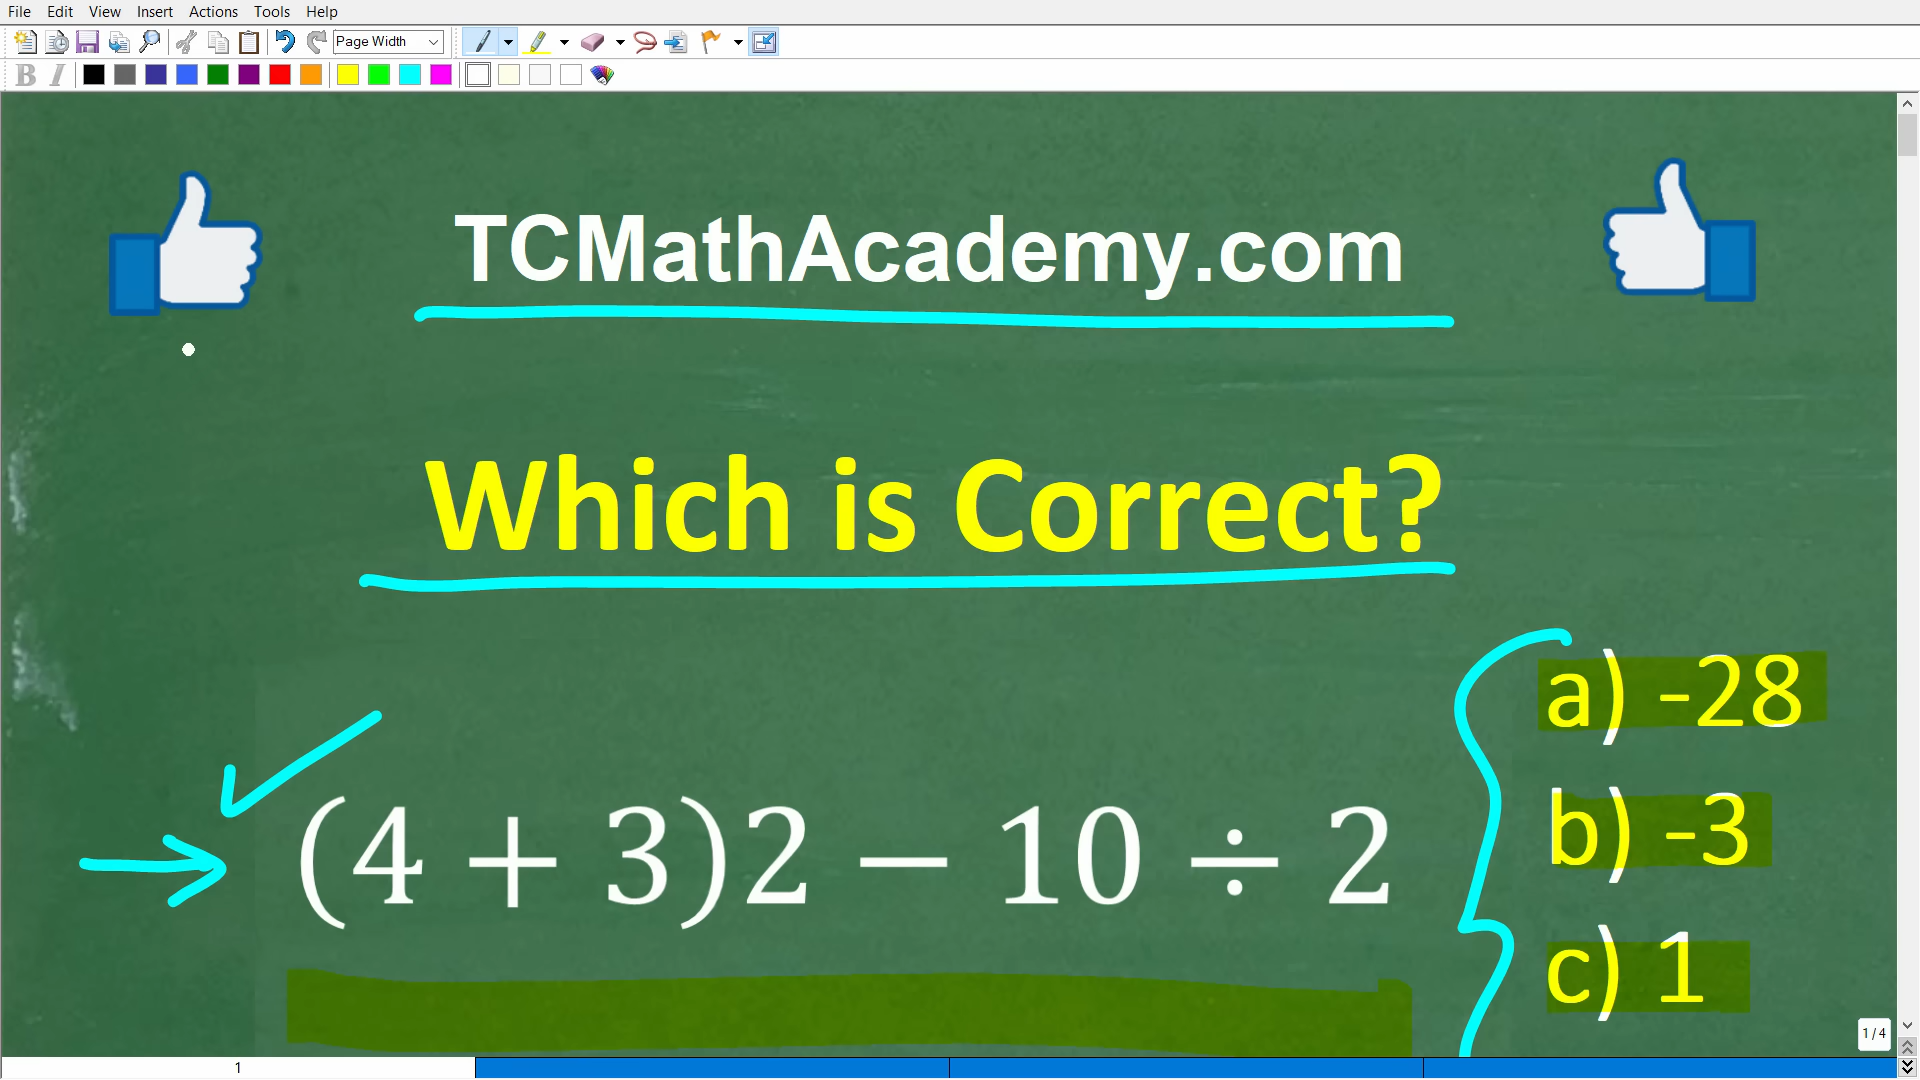 File Edit View Insert Actions Tools Help
Page Width
B I
TCMathAcademy.com
Which is Correct?
a) -28
(4 + 3)2 − 10 ÷ 2
b) -3
c) 1
1 / 4
1